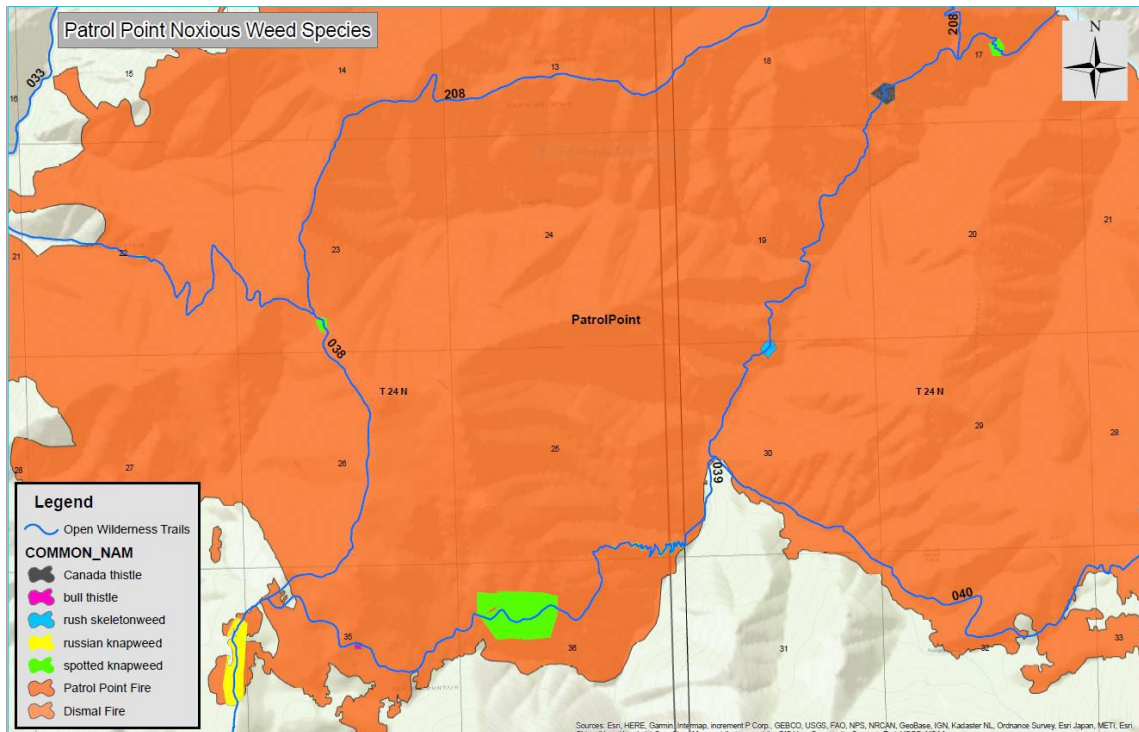 Patrol Point Noxious Weed Species
N
033
16
15
14
208
13
18
208
17
21
22
23
24
19
20
21
PatrolPoint
038
T 24 N
T 24 N
28
27
26
25
30
29
28
039
040
35
36
31
32
33
Legend
Open Wilderness Trails
COMMON_NAM
Canada thistle
bull thistle
rush skeletonweed
russian knapweed
spotted knapweed
Patrol Point Fire
Dismal Fire
Sources: Esri, HERE, Garmin, Intermap, increment P Corp., GEBCO, USGS, FAO, NPS, NRCAN, GeoBase, IGN, Kadaster NL, Ordnance Survey, Esri Japan, METI, Esri